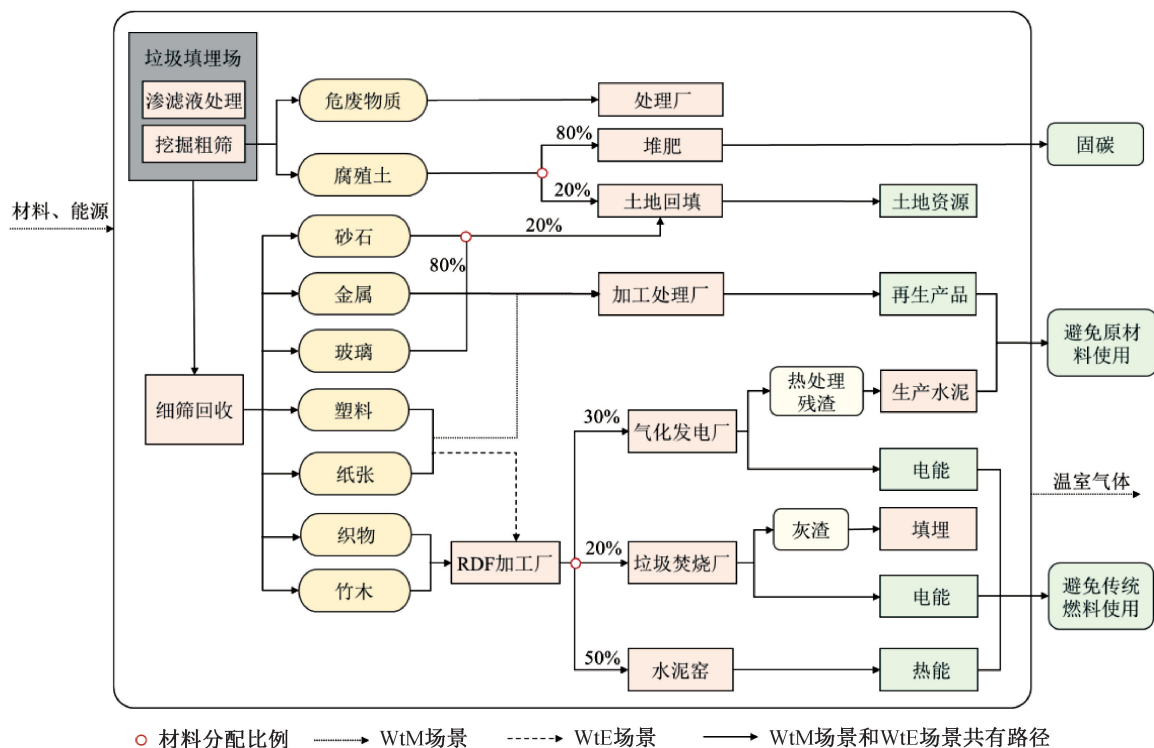 垃圾填埋场
渗滤液处理
挖掘粗筛
危废物质
处理厂
腐殖土
80%
堆肥
固碳
20%
土地回填
土地资源
材料、能源
砂石
20%
80%
金属
加工处理厂
再生产品
玻璃
避免原材
料使用
细筛回收
塑料
热处理
残渣
生产水泥
30%
气化发电厂
纸张
电能
温室气体
织物
灰渣
填埋
RDF加工厂
20%
垃圾焚烧厂
竹木
电能
避免传统
燃料使用
50%
水泥窑
热能
材料分配比例
WtM场景
WtE场景
WtM场景和WtE场景共有路径